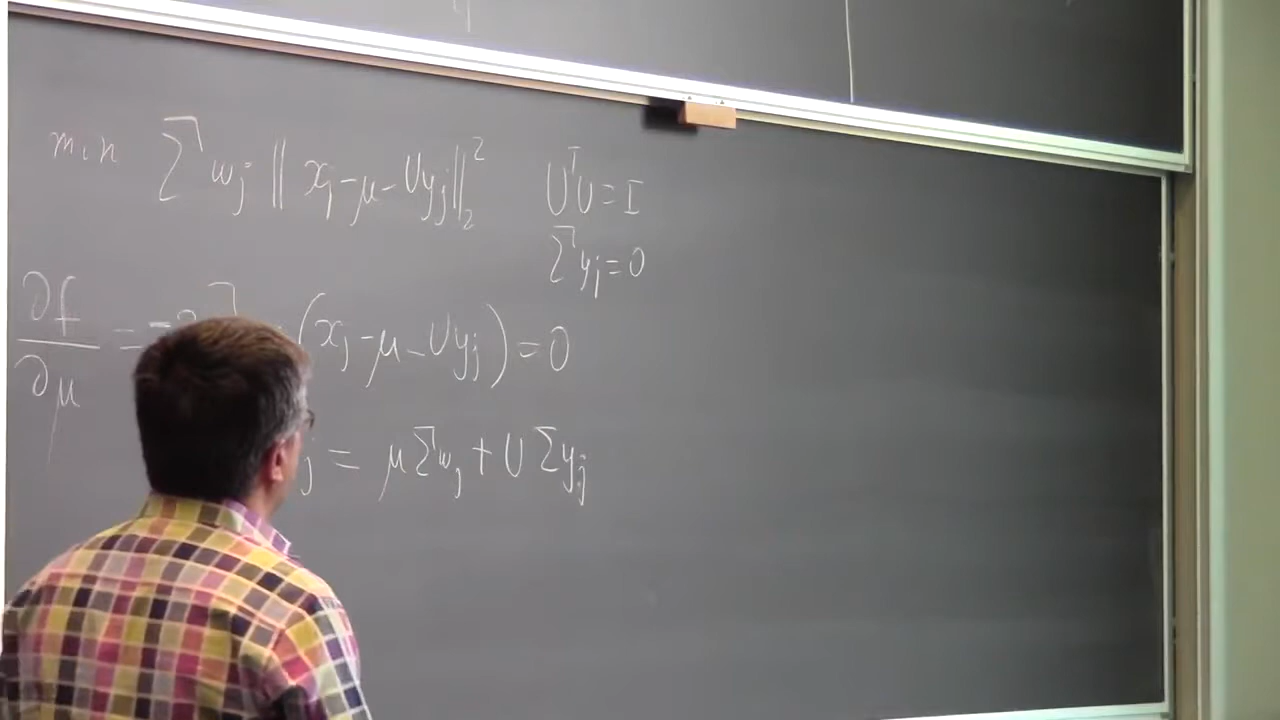 min Σ wj || xj - μ - Uyj ||₂² UᵀU = I
Σ yj = 0
∂f/∂μ = -2 Σ (xj - μ - Uyj) = 0
j = μ Σ wj + U Σ yj